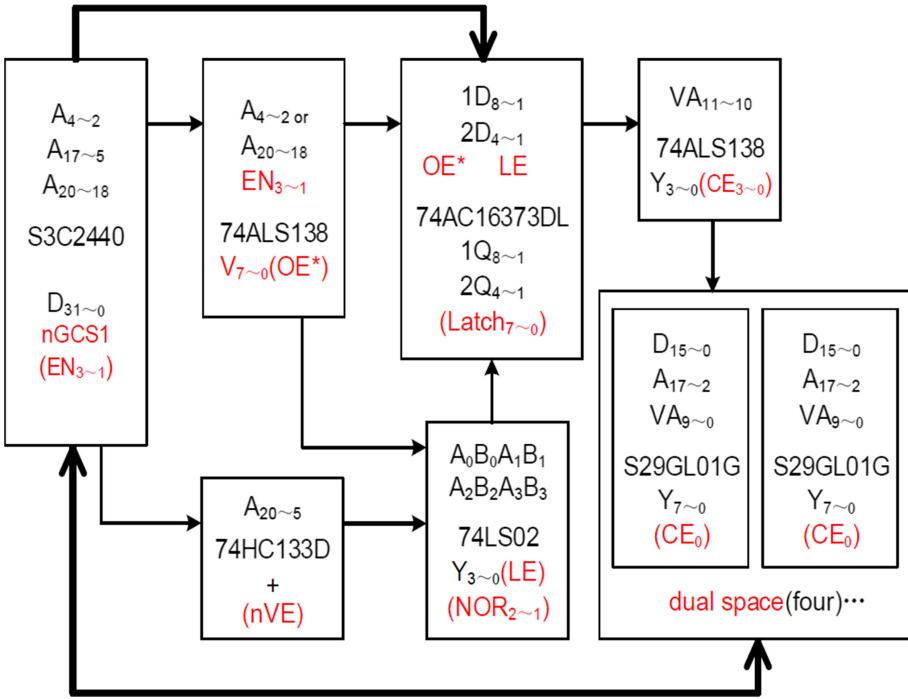 A₄~₂
A₁₇~₅
A₂₀~₁₈
S3C2440
D₃₁~₀
nGCS1
(EN₃~₁)
A₄~₂ or
A₂₀~₁₈
EN₃~₁
74ALS138
V₇~₀(OE*)
1D₈~₁
2D₄~₁
OE* LE
74AC16373DL
1Q₈~₁
2Q₄~₁
(Latch₇~₀)
VA₁₁~₁₀
74ALS138
Y₃~₀(CE₃~₀)
A₂₀~₅
74HC133D
+
(nVE)
A₀B₀A₁B₁
A₂B₂A₃B₃
74LS02
Y₃~₀(LE)
(NOR₂~₁)
D₁₅~₀
A₁₇~₂
VA₉~₀
S29GL01G
Y₇~₀
(CE₀)
D₁₅~₀
A₁₇~₂
VA₉~₀
S29GL01G
Y₇~₀
(CE₀)
dual space(four)···